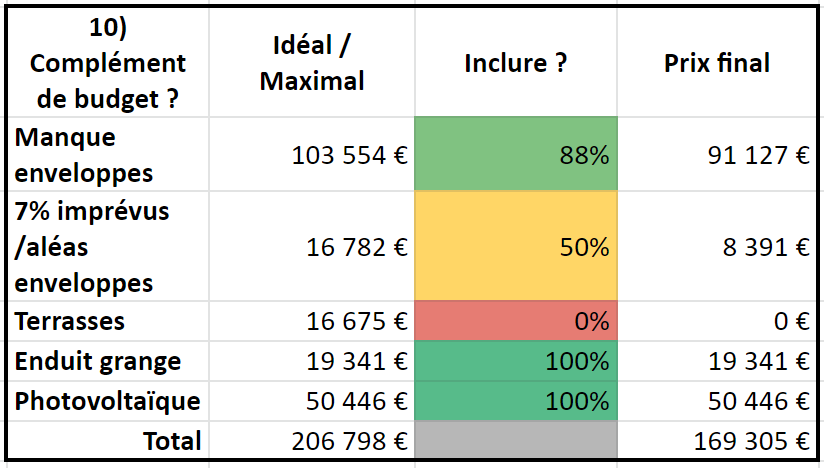 10)
Complément
de budget ?
Idéal /
Maximal
Inclure ?
Prix final
Manque
enveloppes
103 554 €
88%
91 127 €
7% imprévus
/aléas
enveloppes
16 782 €
50%
8 391 €
Terrasses
16 675 €
0%
0 €
Enduit grange
19 341 €
100%
19 341 €
Photovoltaïque
50 446 €
100%
50 446 €
Total
206 798 €
169 305 €